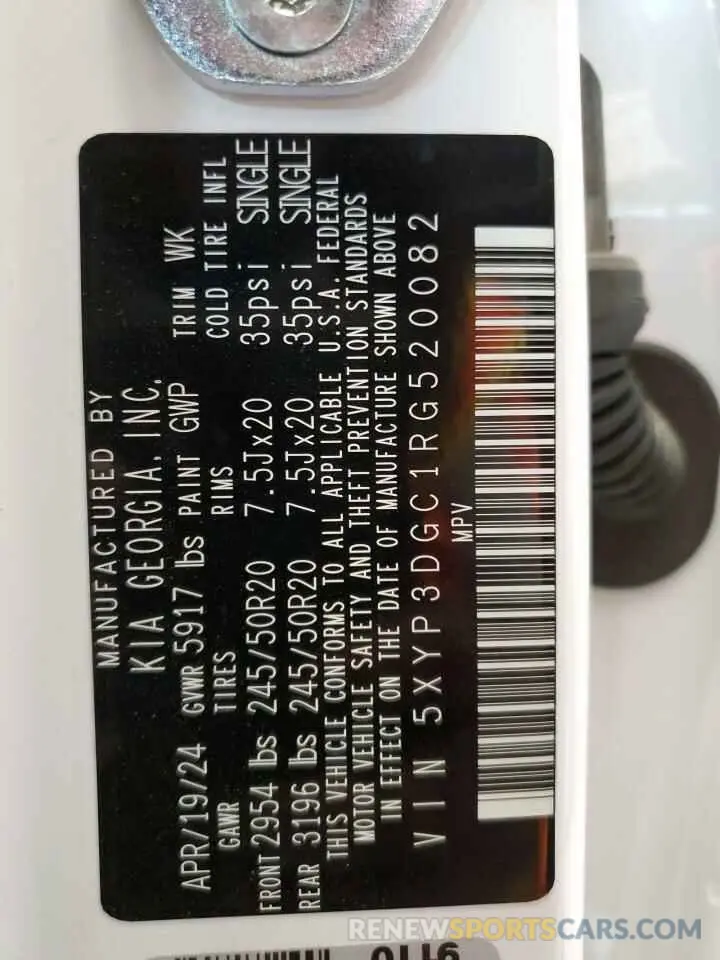 MANUFACTURED BY
KIA GEORGIA, INC.
APR/19/24 GVWR 5917 lbs PAINT GWP TRIM WK
GAWR TIRES RIMS COLD TIRE INFL
FRONT 2954 lbs 245/50R20 7.5Jx20 35psi SINGLE
REAR 3196 lbs 245/50R20 7.5Jx20 35psi SINGLE
THIS VEHICLE CONFORMS TO ALL APPLICABLE U.S.A. FEDERAL
MOTOR VEHICLE SAFETY AND THEFT PREVENTION STANDARDS
IN EFFECT ON THE DATE OF MANUFACTURE SHOWN ABOVE
VIN 5XYP3DGC1RG520082
MPV
RENEWSPORTSCARS.COM